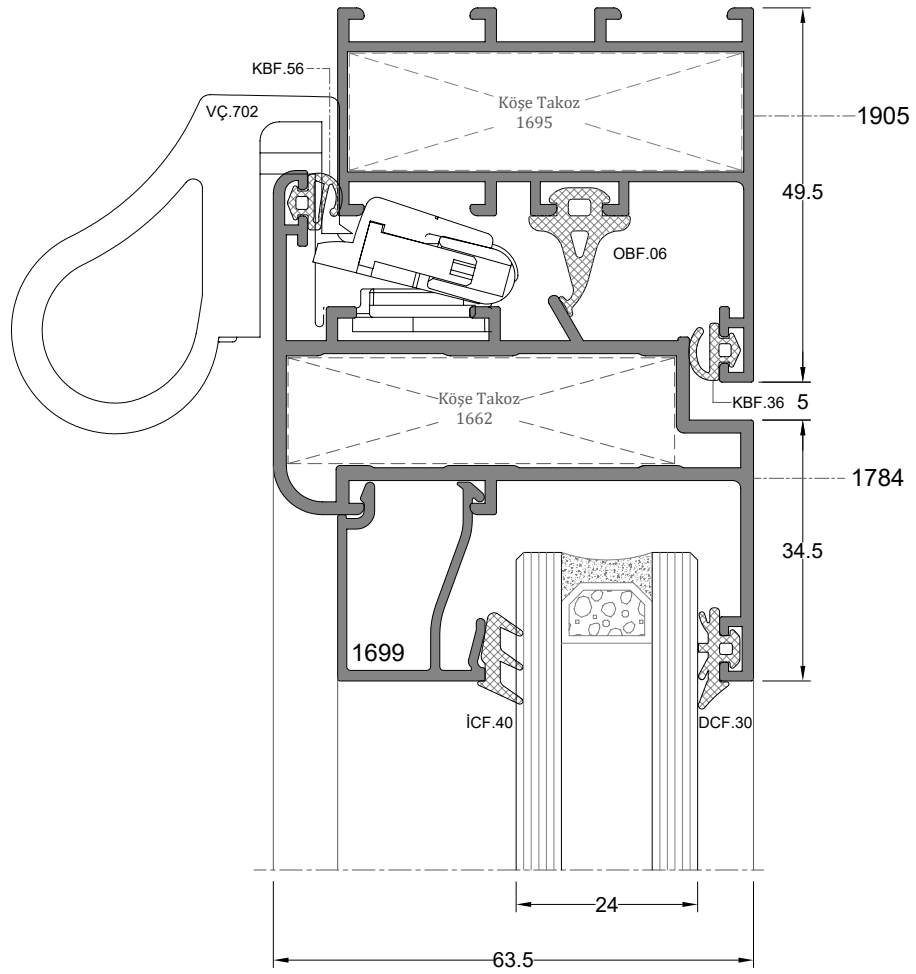 KBF.56
VÇ.702
Köşe Takoz
1695
1905
49.5
OBF.06
KBF.36
5
Köşe Takoz
1662
1784
34.5
1699
İCF.40
DCF.30
24
63.5